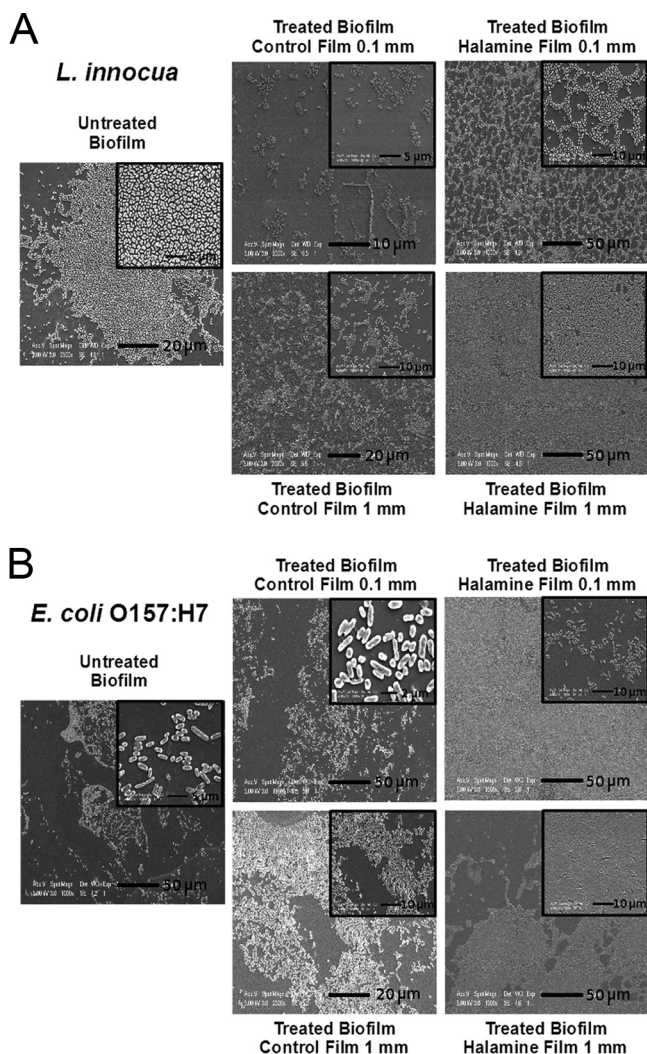 A
L. innocua
Untreated
Biofilm
5 µm
20 µm
Treated Biofilm
Control Film 0.1 mm
5 µm
10 µm
Treated Biofilm
Halamine Film 0.1 mm
10 µm
50 µm
10 µm
20 µm
Treated Biofilm
Control Film 1 mm
10 µm
50 µm
Treated Biofilm
Halamine Film 1 mm
B
E. coli O157:H7
Untreated
Biofilm
5 µm
50 µm
Treated Biofilm
Control Film 0.1 mm
50 µm
Treated Biofilm
Halamine Film 0.1 mm
10 µm
50 µm
10 µm
20 µm
Treated Biofilm
Control Film 1 mm
10 µm
50 µm
Treated Biofilm
Halamine Film 1 mm